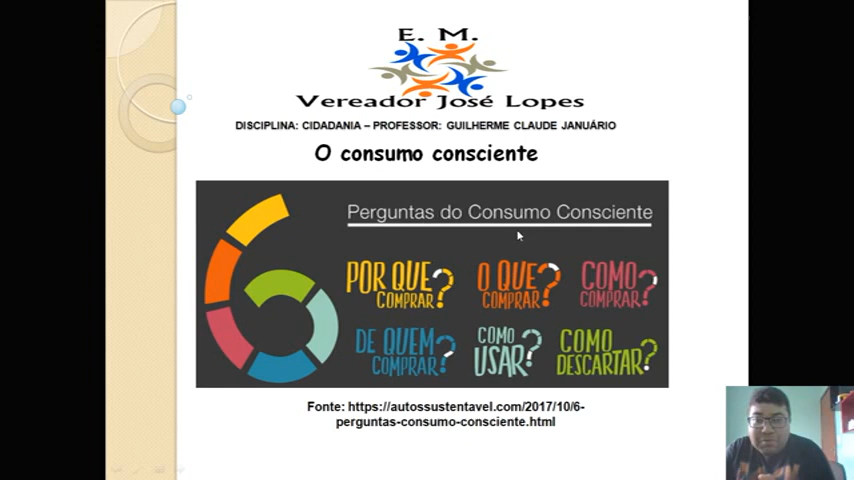 E. M.
Vereador José Lopes
DISCIPLINA: CIDADANIA – PROFESSOR: GUILHERME CLAUDE JANUÁRIO
O consumo consciente
Perguntas do Consumo Consciente
POR QUE COMPRAR?
O QUE COMPRAR?
COMO COMPRAR?
DE QUEM COMPRAR?
COMO USAR?
COMO DESCARTAR?
Fonte: https://autossustentavel.com/2017/10/6-
perguntas-consumo-consciente.html